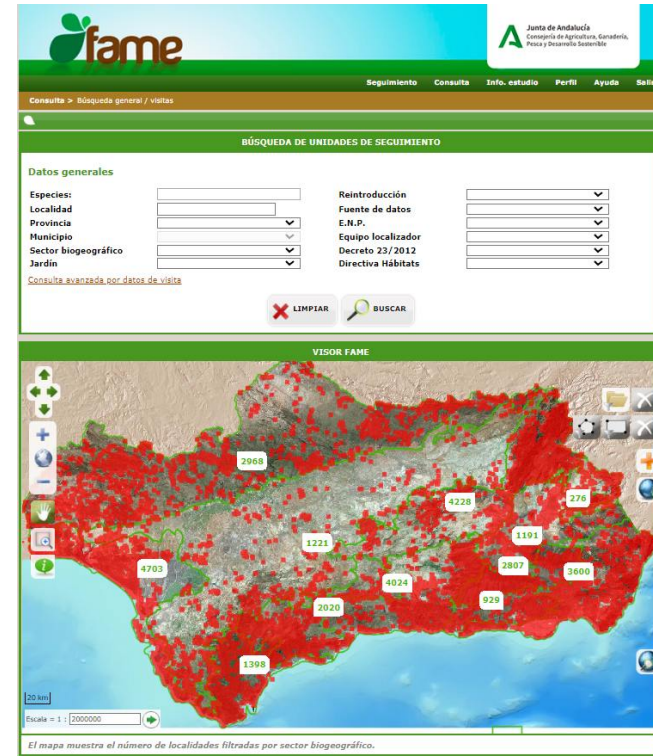 fame
Junta de Andalucía
Consejería de Agricultura, Ganadería,
Pesca y Desarrollo Sostenible
Seguimiento Consulta Info. estudio Perfil Ayuda Sali
Consulta > Búsqueda general / visitas
BÚSQUEDA DE UNIDADES DE SEGUIMIENTO
Datos generales
Especies: Reintroducción
Localidad Fuente de datos
Provincia E.N.P.
Municipio Equipo localizador
Sector biogeográfico Decreto 23/2012
Jardín Directiva Hábitats
Consulta avanzada por datos de visita
LIMPIAR BUSCAR
VISOR FAME
2968
4228
276
1221
1191
4703
2807
3600
4024
929
2020
1398
20 km
Escala = 1 : 2000000
El mapa muestra el número de localidades filtradas por sector biogeográfico.